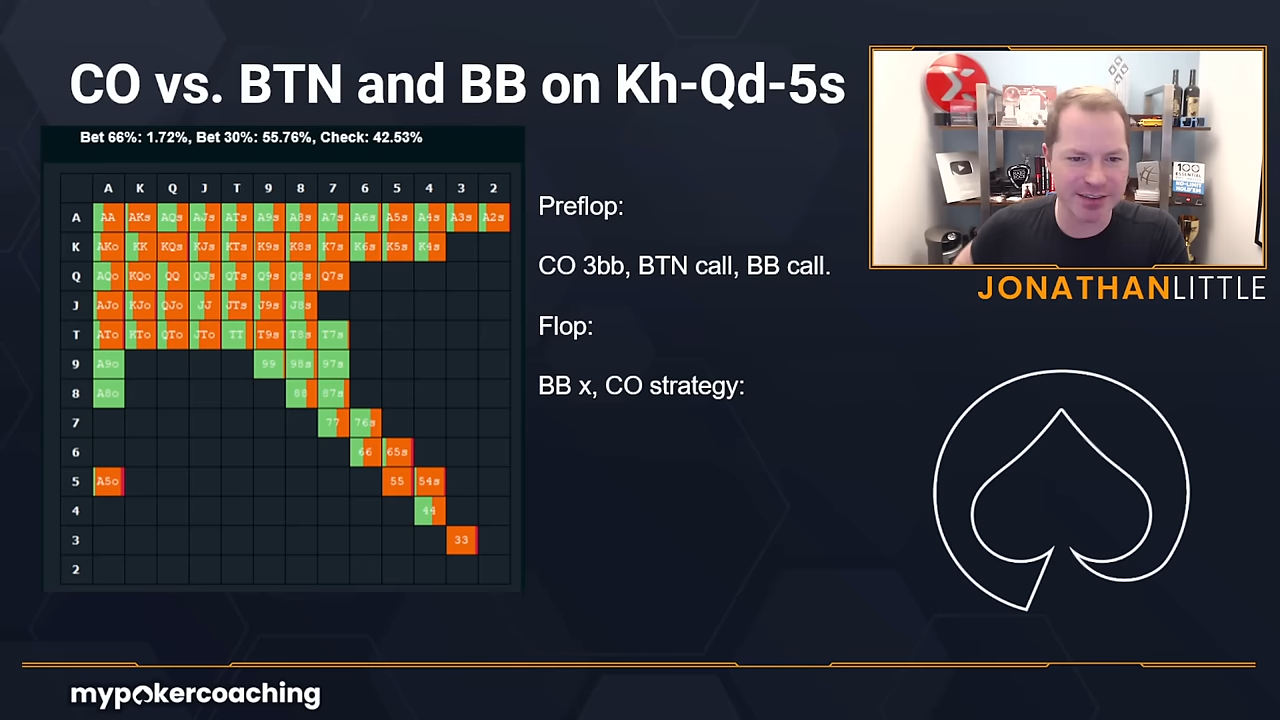 CO vs. BTN and BB on Kh-Qd-5s
Bet 66%: 1.72%, Bet 30%: 55.76%, Check: 42.53%
A K Q J T 9 8 7 6 5 4 3 2
A AA AKs AQs AJs ATs A9s A8s A7s A6s A5s A4s A3s A2s
K AKo KK KQs KJs KTs K9s K8s K7s K6s K5s K4s
Q AQo KQo QQ QJs QTs Q9s Q8s Q7s
J AJo KJo QJo JJ JTs J9s J8s
T ATo KTo QTo JTo TT T9s T8s T7s
9 A9o 99 98s 97s
8 A8o 88 87s
7 77 76s
6 66 65s
5 A5o 55 54s
4 44
3 33
2
Preflop:
CO 3bb, BTN call, BB call.
Flop:
BB x, CO strategy:
100
ESSENTIAL
JONATHANLITTLE
mypokercoaching